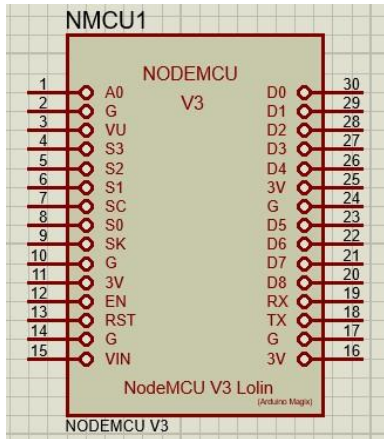 NMCU1
NODEMCU
V3
1 A0 D0 30
2 G D1 29
3 VU D2 28
4 S3 D3 27
5 S2 D4 26
6 S1 3V 25
7 SC G 24
8 S0 D5 23
9 SK D6 22
10 G D7 21
11 3V D8 20
12 EN RX 19
13 RST TX 18
14 G G 17
15 VIN 3V 16
NodeMCU V3 Lolin
(Arduino Magix)
NODEMCU V3